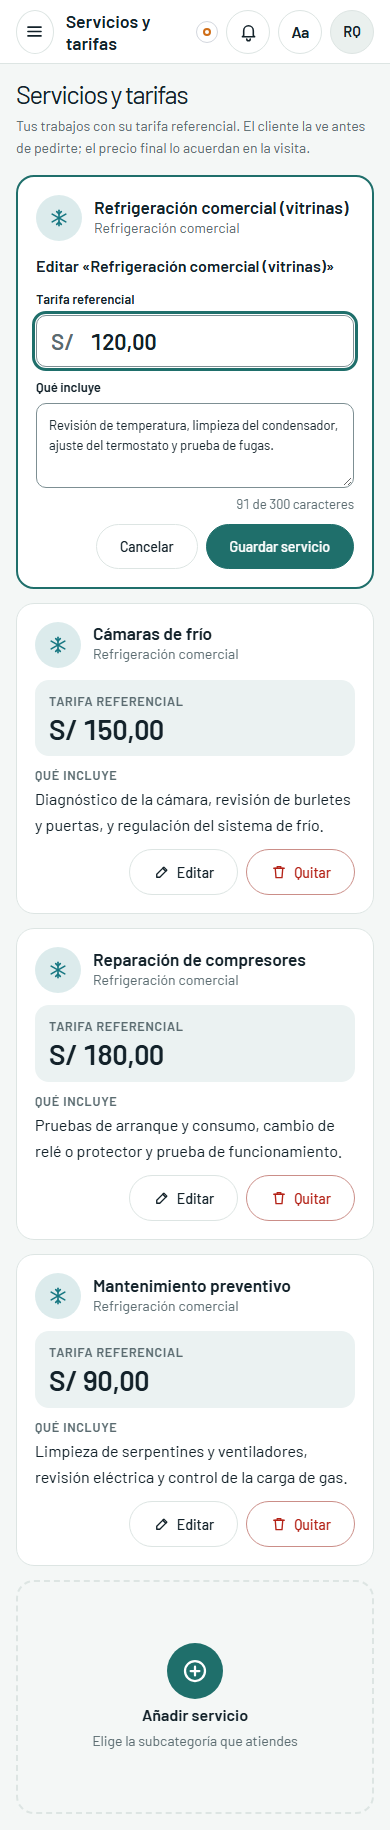 Servicios y
tarifas
Aa
RQ
Servicios y tarifas
Tus trabajos con su tarifa referencial. El cliente la ve antes
de pedirte; el precio final lo acuerdan en la visita.
Refrigeración comercial (vitrinas)
Refrigeración comercial
Editar «Refrigeración comercial (vitrinas)»
Tarifa referencial
S/ 120,00
Qué incluye
Revisión de temperatura, limpieza del condensador,
ajuste del termostato y prueba de fugas.
91 de 300 caracteres
Cancelar
Guardar servicio
Cámaras de frío
Refrigeración comercial
TARIFA REFERENCIAL
S/ 150,00
QUÉ INCLUYE
Diagnóstico de la cámara, revisión de burletes
y puertas, y regulación del sistema de frío.
Editar
Quitar
Reparación de compresores
Refrigeración comercial
TARIFA REFERENCIAL
S/ 180,00
QUÉ INCLUYE
Pruebas de arranque y consumo, cambio de
relé o protector y prueba de funcionamiento.
Editar
Quitar
Mantenimiento preventivo
Refrigeración comercial
TARIFA REFERENCIAL
S/ 90,00
QUÉ INCLUYE
Limpieza de serpentines y ventiladores,
revisión eléctrica y control de la carga de gas.
Editar
Quitar
Añadir servicio
Elige la subcategoría que atiendes